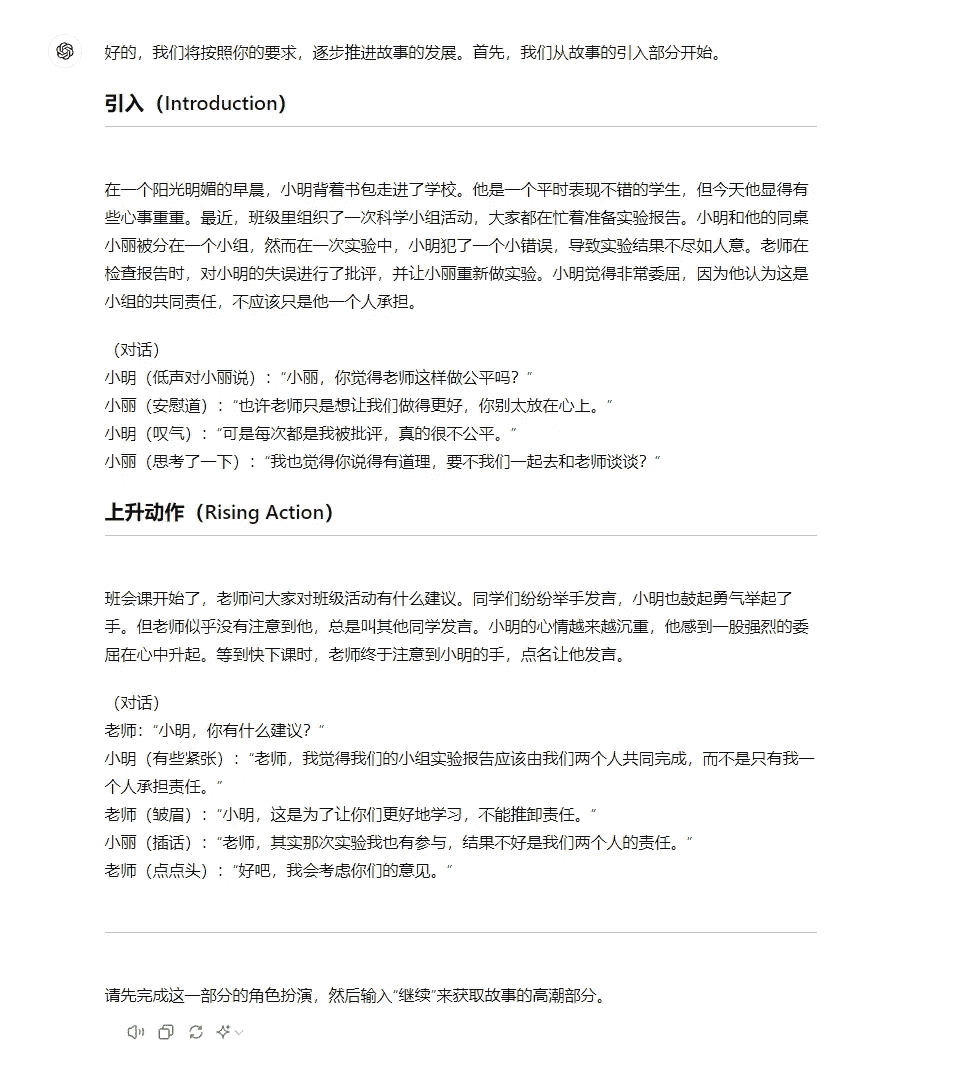 好的，我们将按照你的要求，逐步推进故事的发展。首先，我们从故事的引入部分开始。
引入（Introduction）
在一个阳光明媚的早晨，小明背着书包走进了学校。他是一个平时表现不错的学生，但今天他显得有
些心事重重。最近，班级里组织了一次科学小组活动，大家都在忙着准备实验报告。小明和他的同桌
小丽被分在一个小组，然而在一次实验中，小明犯了一个小错误，导致实验结果不尽如人意。老师在
检查报告时，对小明的失误进行了批评，并让小丽重新做实验。小明觉得非常委屈，因为他认为这是
小组的共同责任，不应该只是他一个人承担。
（对话）
小明（低声对小丽说）：“小丽，你觉得老师这样做公平吗？”
小丽（安慰道）：“也许老师只是想让我们做得更好，你别太放在心上。”
小明（叹气）：“可是每次都是我被批评，真的很不公平。”
小丽（思考了一下）：“我也觉得你说得有道理，要不我们一起去和老师谈谈？”
上升动作（Rising Action）
班会课开始了，老师问大家对班级活动有什么建议。同学们纷纷举手发言，小明也鼓起勇气举起了
手。但老师似乎没有注意到他，总是叫其他同学发言。小明的心情越来越沉重，他感到一股强烈的委
屈在心中升起。等到快下课时，老师终于注意到小明的手，点名让他发言。
（对话）
老师：“小明，你有什么建议？”
小明（有些紧张）：“老师，我觉得我们的小组实验报告应该由我们两个人共同完成，而不是只有我一
个人承担责任。”
老师（皱眉）：“小明，这是为了让你们更好地学习，不能推卸责任。”
小丽（插话）：“老师，其实那次实验我也有参与，结果不好是我们两个人的责任。”
老师（点点头）：“好吧，我会考虑你们的意见。”
请先完成这一部分的角色扮演，然后输入“继续”来获取故事的高潮部分。